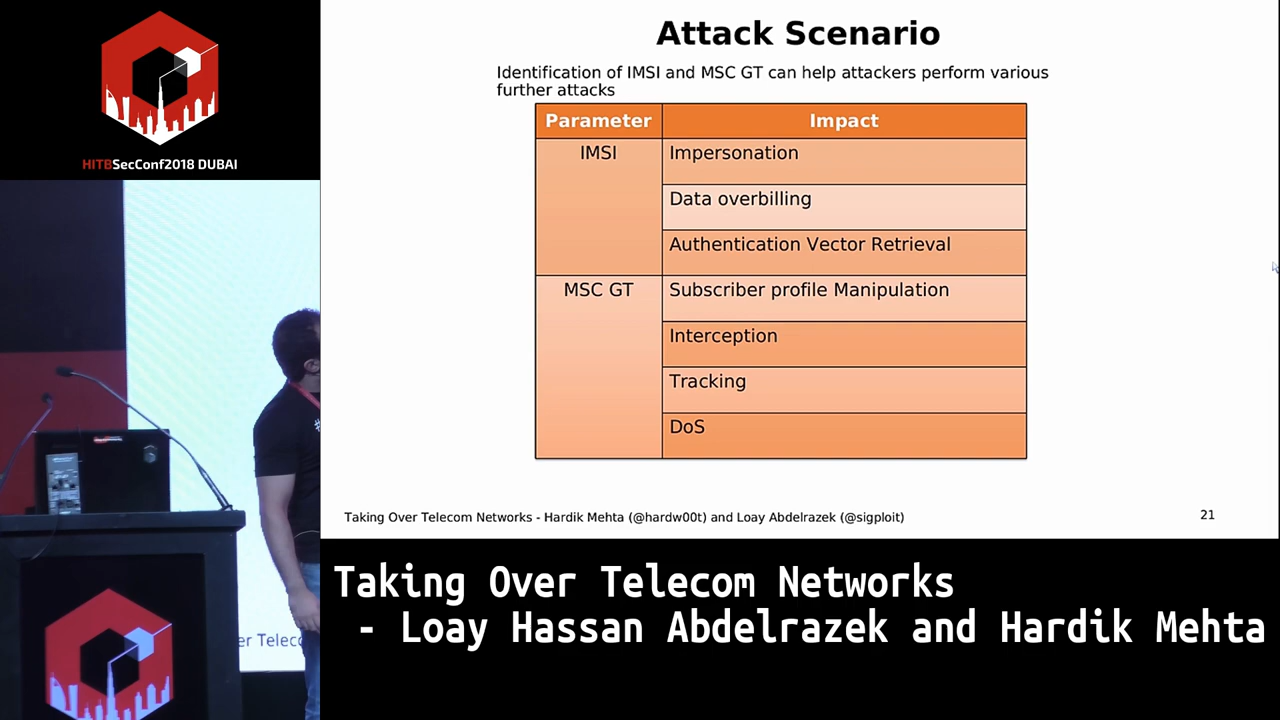 HITBSecConf2018 DUBAI
Attack Scenario
Identification of IMSI and MSC GT can help attackers perform various
further attacks
Parameter Impact
IMSI Impersonation
Data overbilling
Authentication Vector Retrieval
MSC GT Subscriber profile Manipulation
Interception
Tracking
DoS
Taking Over Telecom Networks - Hardik Mehta (@hardw00t) and Loay Abdelrazek (@sigploit)
21
er Telec
Taking Over Telecom Networks
- Loay Hassan Abdelrazek and Hardik Mehta